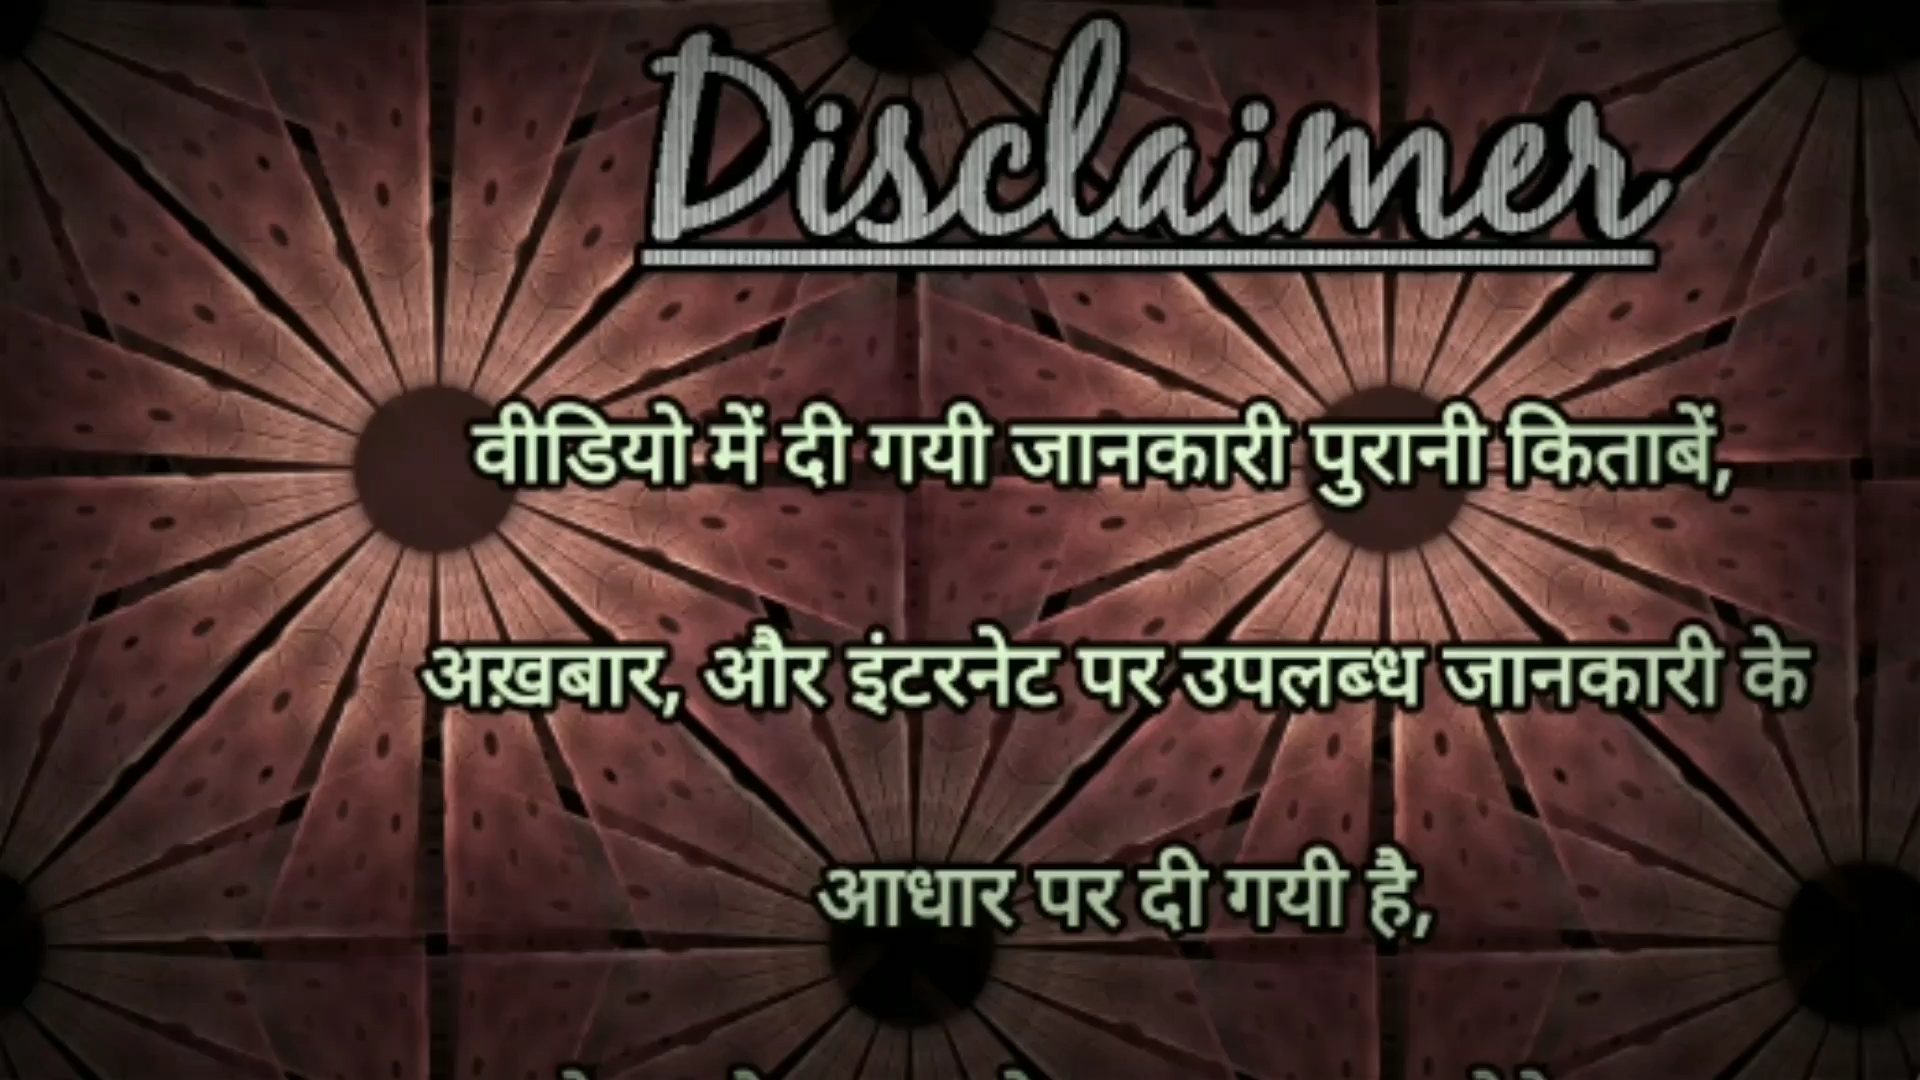 Disclaimer
वीडियो में दी गयी जानकारी पुरानी किताबें,
अख़बार, और इंटरनेट पर उपलब्ध जानकारी के
आधार पर दी गयी है,